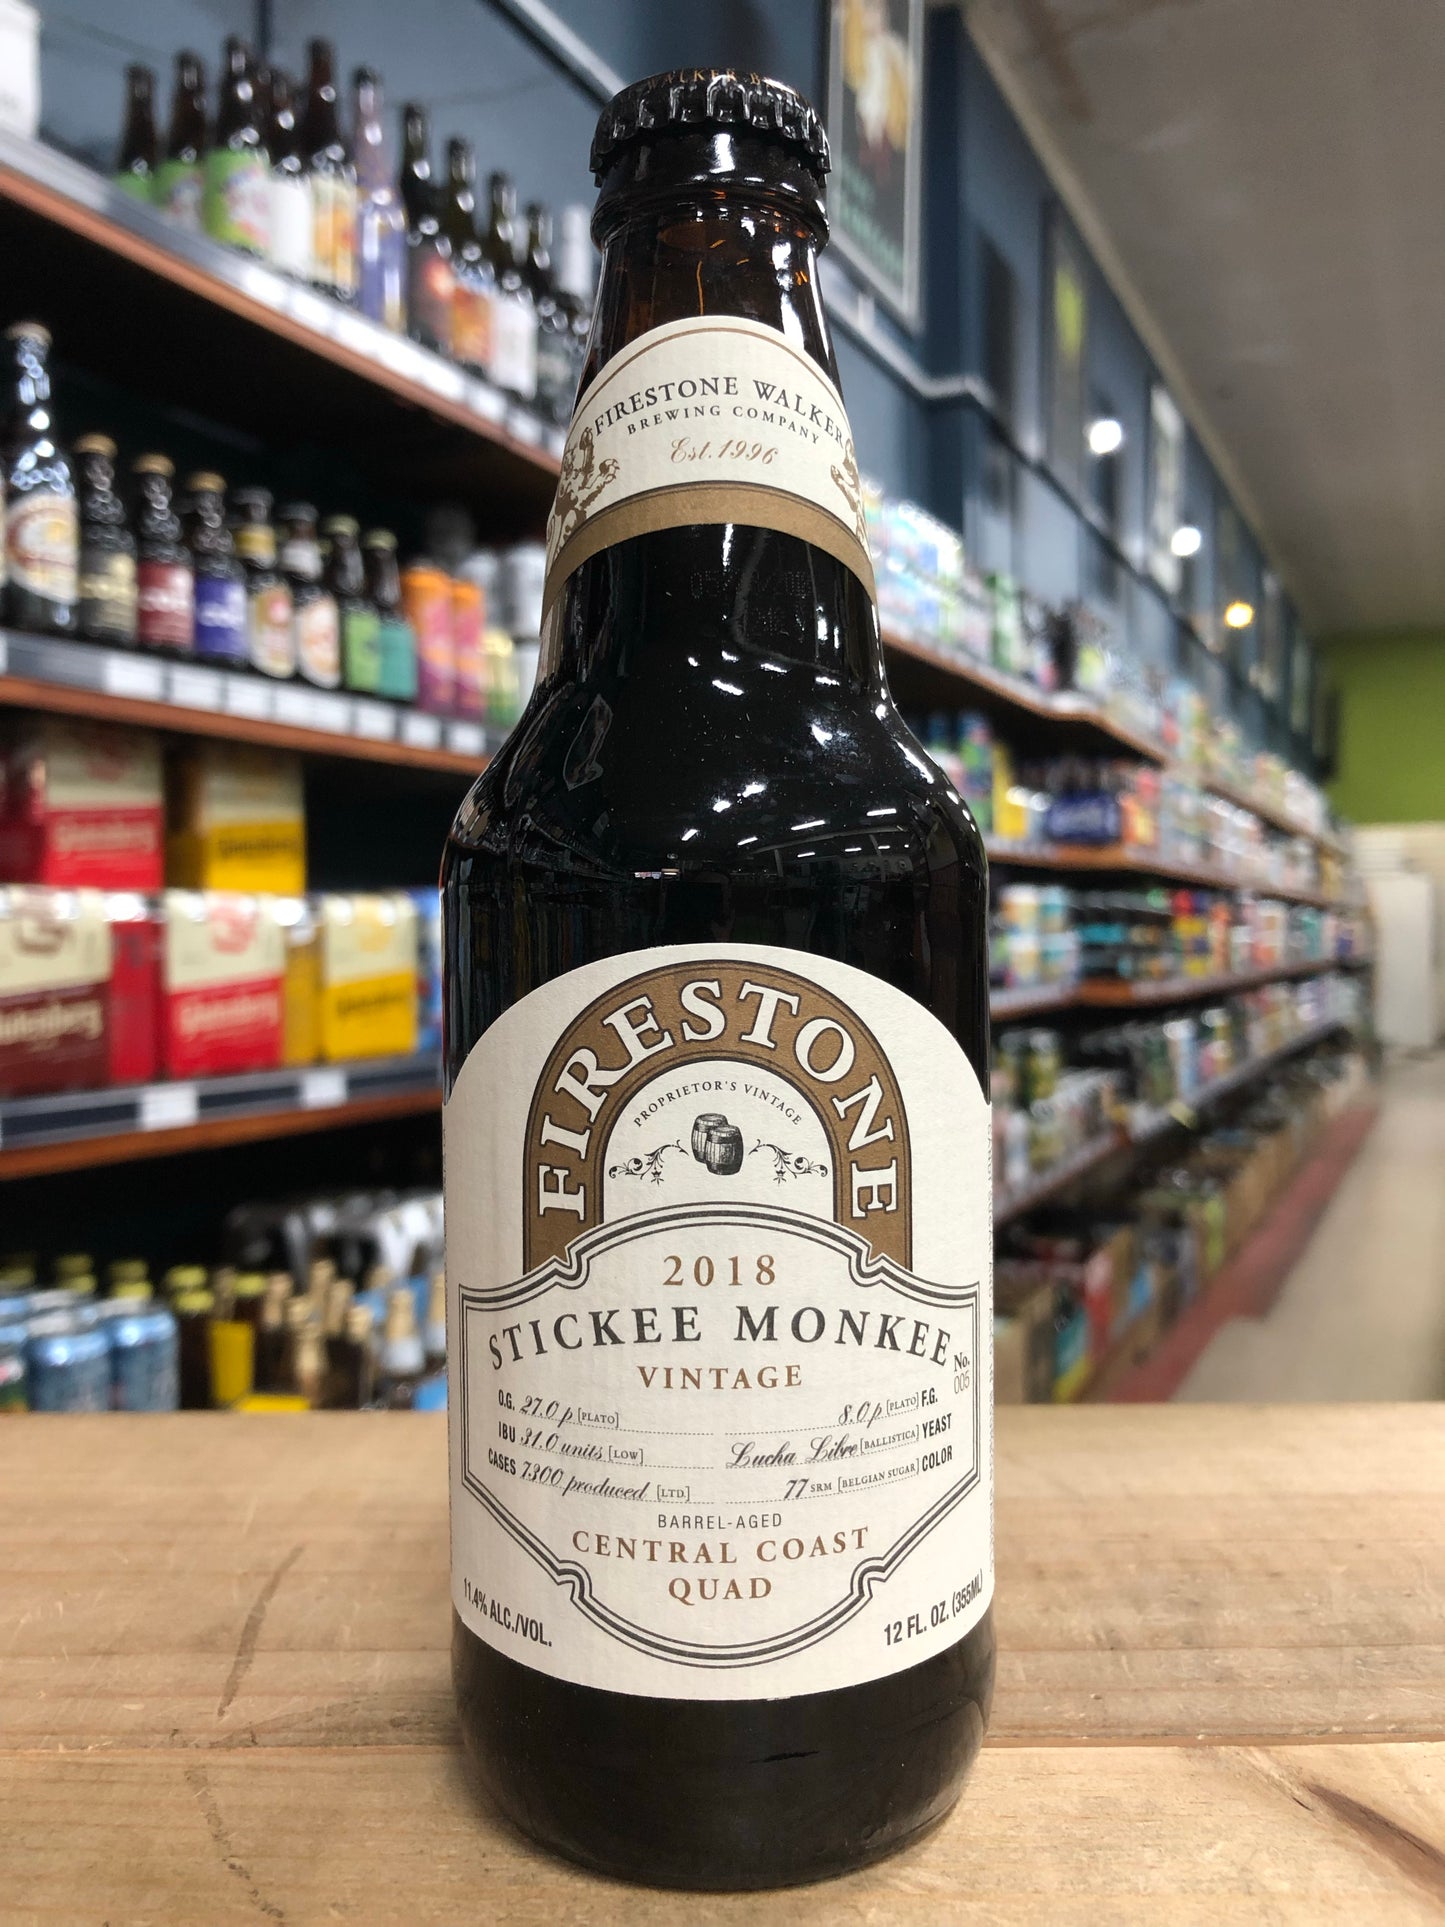 WALKER B
FIRESTONE WALKER
BREWING COMPANY
Est. 1996
FIRESTONE
PROPRIETOR'S VINTAGE
2018
STICKEE MONKEE
VINTAGE
No. 005
O.G. 27.0 p [PLATO]
8.0 p [PLATO] F.G.
IBU 31.0 units [LOW]
Lucha Libre [BALLISTICA] YEAST
CASES 7300 produced [LTD.]
77 SRM [BELGIAN SUGAR] COLOR
BARREL-AGED
CENTRAL COAST
QUAD
11.4% ALC./VOL.
12 FL. OZ. (355ML)